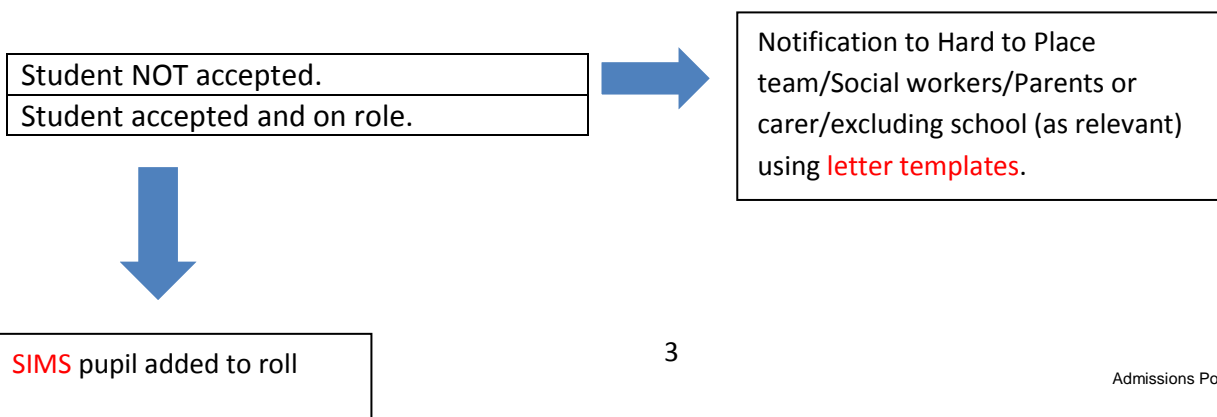 Student NOT accepted.
Student accepted and on role.
Notification to Hard to Place
team/Social workers/Parents or
carer/excluding school (as relevant)
using letter templates.
SIMS pupil added to roll
3
Admissions Po